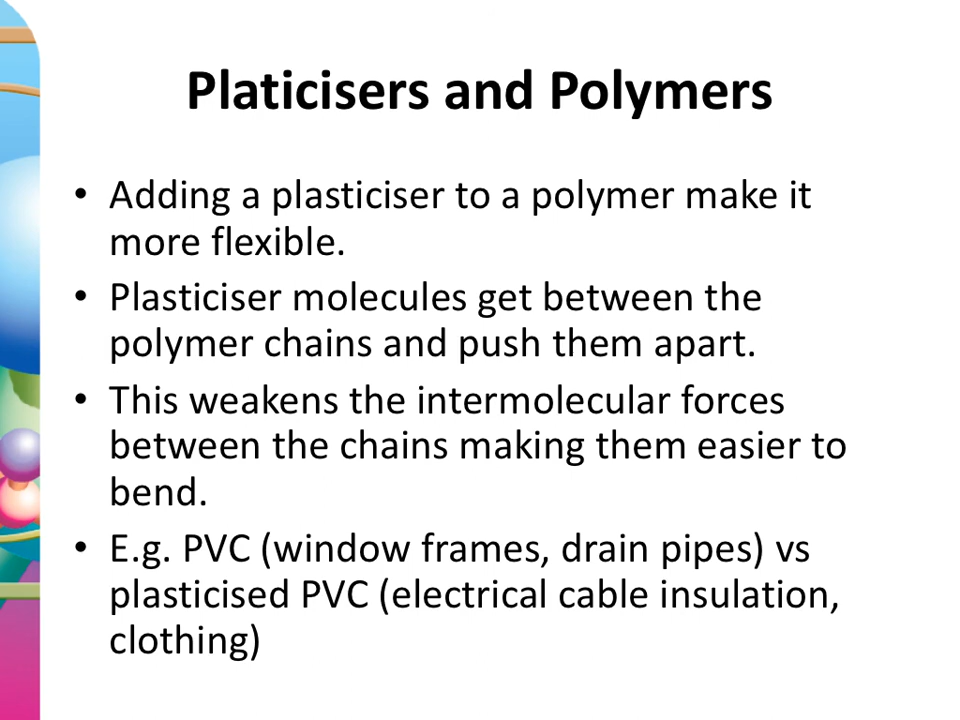 Platicisers and Polymers
• Adding a plasticiser to a polymer make it
more flexible.
• Plasticiser molecules get between the
polymer chains and push them apart.
• This weakens the intermolecular forces
between the chains making them easier to
bend.
• E.g. PVC (window frames, drain pipes) vs
plasticised PVC (electrical cable insulation,
clothing)